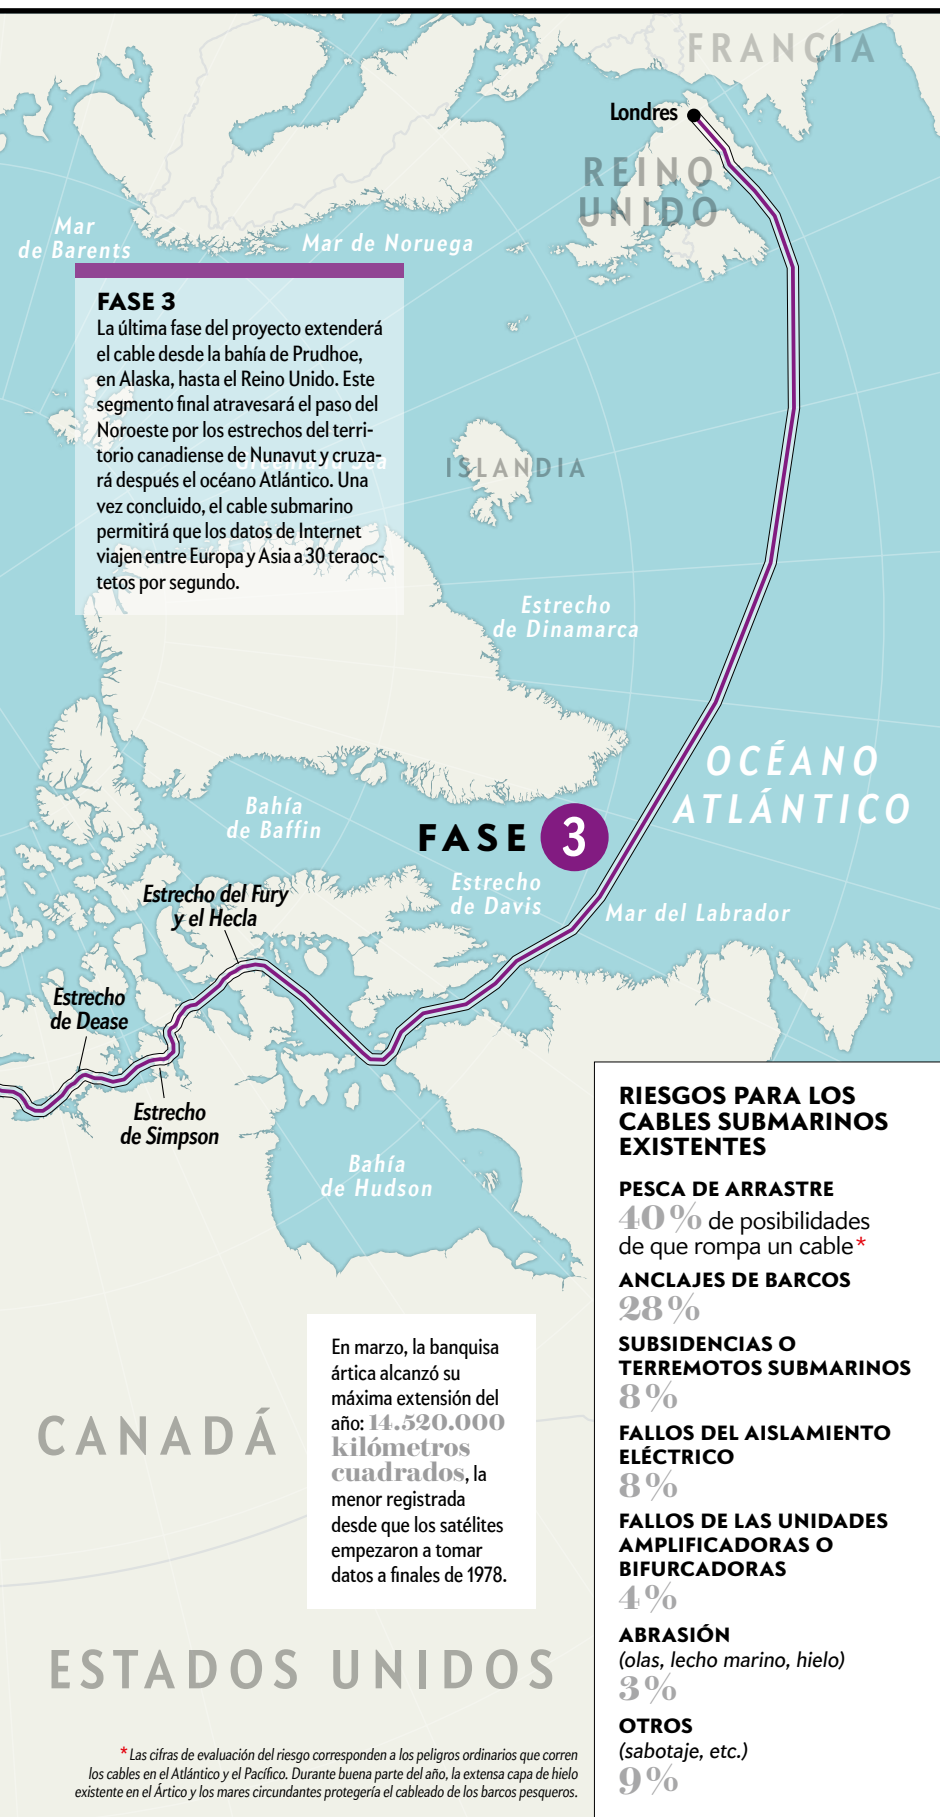 FRANCIA
Londres
REINO
UNIDO
Mar
de Barents
Mar de Noruega
FASE 3
La última fase del proyecto extenderá
el cable desde la bahía de Prudhoe,
en Alaska, hasta el Reino Unido. Este
segmento final atravesará el paso del
Noroeste por los estrechos del terri-
torio canadiense de Nunavut y cruza-
rá después el océano Atlántico. Una
vez concluido, el cable submarino
permitirá que los datos de Internet
viajen entre Europa y Asia a 30 teraoc-
tetos por segundo.
Greenland Sea
ISLANDIA
Estrecho
de Dinamarca
OCÉANO
ATLÁNTICO
Bahía
de Baffin
FASE 3
Estrecho
de Davis
Mar del Labrador
Estrecho del Fury
y el Hecla
Estrecho
de Dease
Estrecho
de Simpson
Bahía
de Hudson
CANADÁ
En marzo, la banquisa
ártica alcanzó su
máxima extensión del
año: 14.520.000
kilómetros
cuadrados, la
menor registrada
desde que los satélites
empezaron a tomar
datos a finales de 1978.
ESTADOS UNIDOS
RIESGOS PARA LOS
CABLES SUBMARINOS
EXISTENTES
PESCA DE ARRASTRE
40% de posibilidades
de que rompa un cable*
ANCLAJES DE BARCOS
28%
SUBSIDENCIAS O
TERREMOTOS SUBMARINOS
8%
FALLOS DEL AISLAMIENTO
ELÉCTRICO
8%
FALLOS DE LAS UNIDADES
AMPLIFICADORAS O
BIFURCADORAS
4%
ABRASIÓN
(olas, lecho marino, hielo)
3%
OTROS
(sabotaje, etc.)
9%
*Las cifras de evaluación del riesgo corresponden a los peligros ordinarios que corren
los cables en el Atlántico y el Pacífico. Durante buena parte del año, la extensa capa de hielo
existente en el Ártico y los mares circundantes protegería el cableado de los barcos pesqueros.